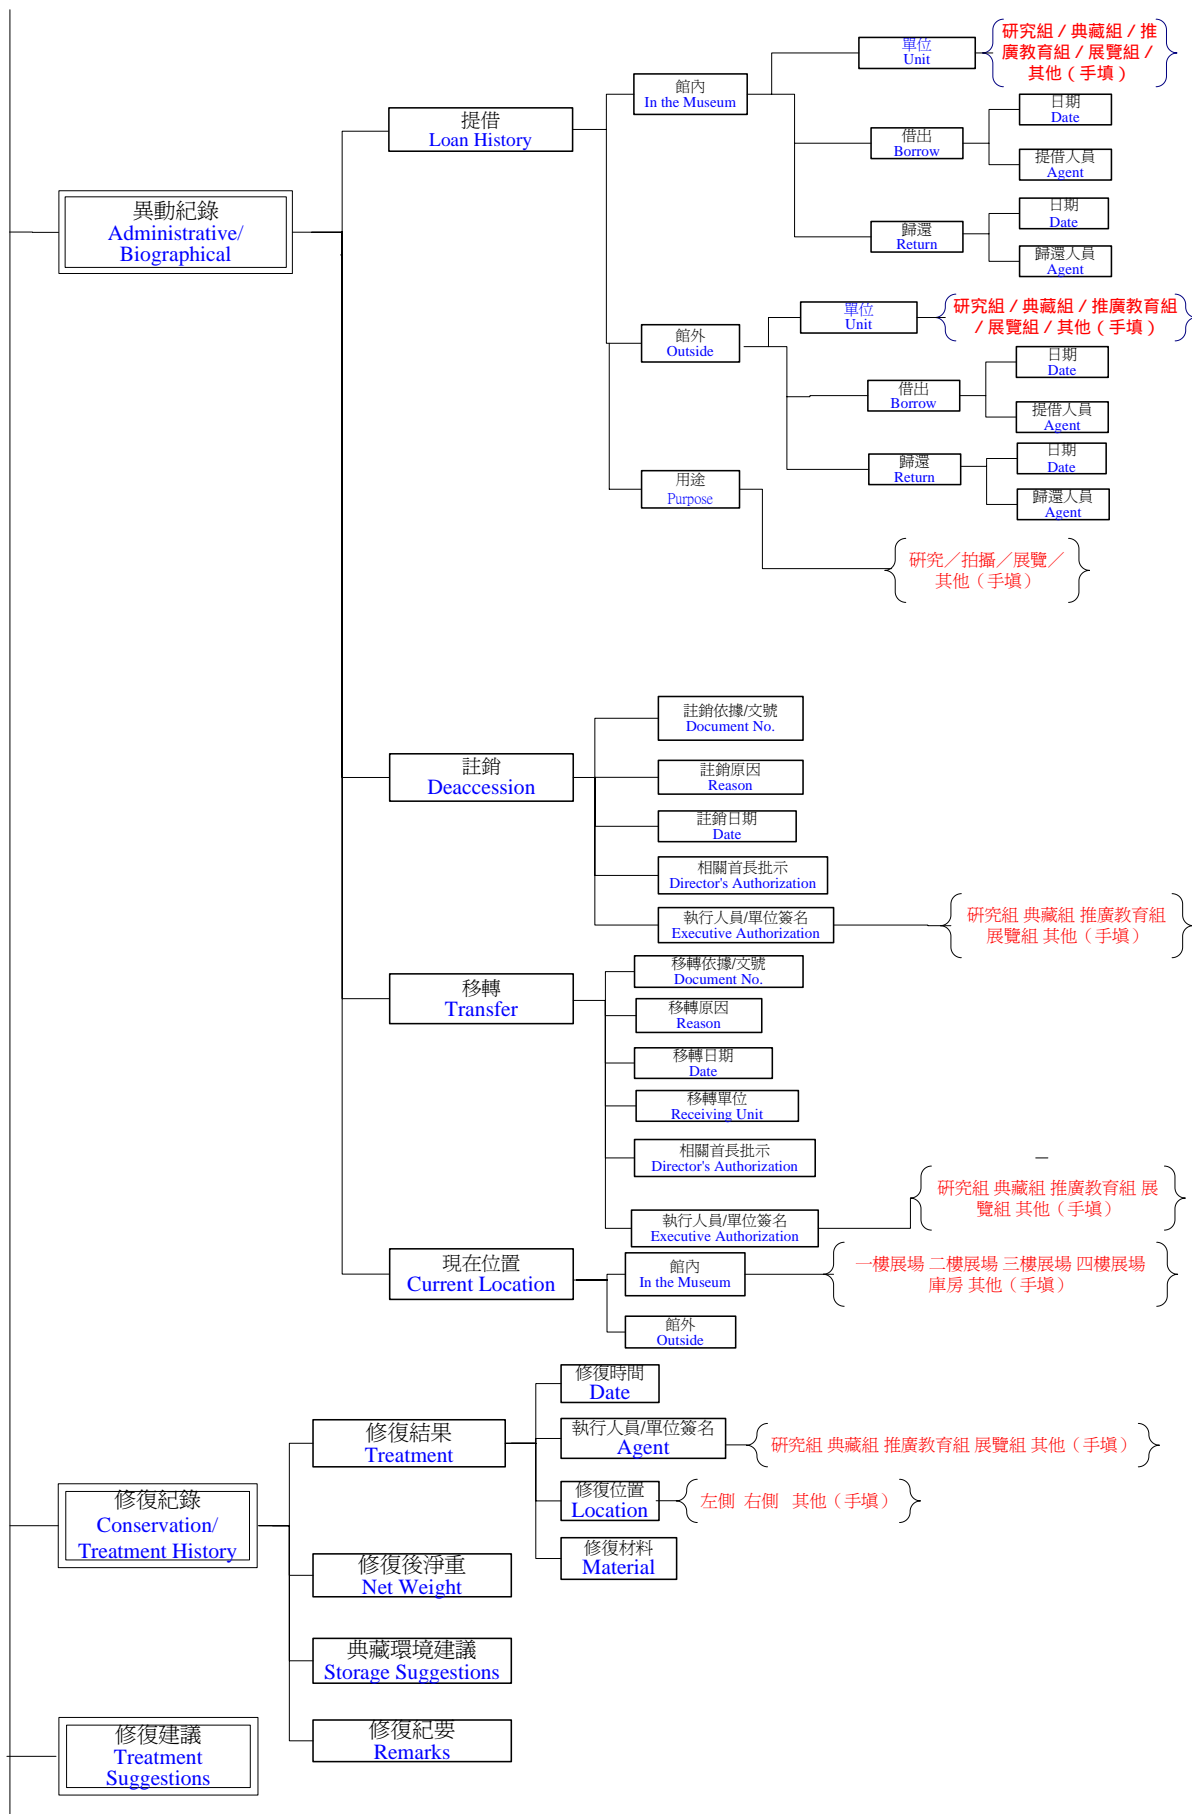 異動紀錄
Administrative/
Biographical
提借
Loan History
館內
In the Museum
單位
Unit
研究組 / 典藏組 / 推
廣教育組 / 展覽組 /
其他（手填）
借出
Borrow
日期
Date
提借人員
Agent
歸還
Return
日期
Date
歸還人員
Agent
館外
Outside
單位
Unit
研究組 / 典藏組 / 推廣教育組
/ 展覽組 / 其他（手填）
借出
Borrow
日期
Date
提借人員
Agent
歸還
Return
日期
Date
歸還人員
Agent
用途
Purpose
研究／拍攝／展覽／
其他（手填）
註銷
Deaccession
註銷依據/文號
Document No.
註銷原因
Reason
註銷日期
Date
相關首長批示
Director's Authorization
執行人員/單位簽名
Executive Authorization
研究組 典藏組 推廣教育組
展覽組 其他（手填）
移轉
Transfer
移轉依據/文號
Document No.
移轉原因
Reason
移轉日期
Date
移轉單位
Receiving Unit
相關首長批示
Director's Authorization
執行人員/單位簽名
Executive Authorization
研究組 典藏組 推廣教育組 展
覽組 其他（手填）
現在位置
Current Location
館內
In the Museum
一樓展場 二樓展場 三樓展場 四樓展場
庫房 其他（手填）
館外
Outside
修復紀錄
Conservation/
Treatment History
修復結果
Treatment
修復時間
Date
執行人員/單位簽名
Agent
研究組 典藏組 推廣教育組 展覽組 其他（手填）
修復位置
Location
左側 右側 其他（手填）
修復材料
Material
修復後淨重
Net Weight
典藏環境建議
Storage Suggestions
修復紀要
Remarks
修復建議
Treatment
Suggestions